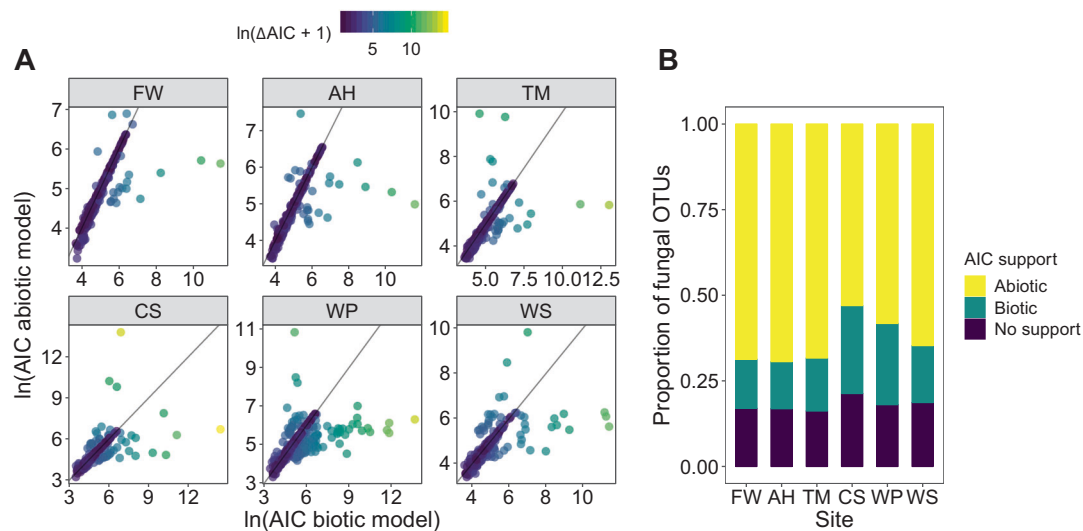 ln(ΔAIC + 1)
5 10
A
B
FW AH TM
7
6
5
4
7
6
5
4
10
8
6
4
4 6 8 10
4 6 8 10
5.0 7.5 10.0 12.5
CS WP WS
12
9
6
3
11
9
7
5
3
10
8
6
4
3 6 9 12
3 6 9 12
4 6 8 10
ln(AIC abiotic model)
ln(AIC biotic model)
Proportion of fungal OTUs
1.00
0.75
0.50
0.25
0.00
FW AH TM CS WP WS
Site
AIC support
Abiotic
Biotic
No support